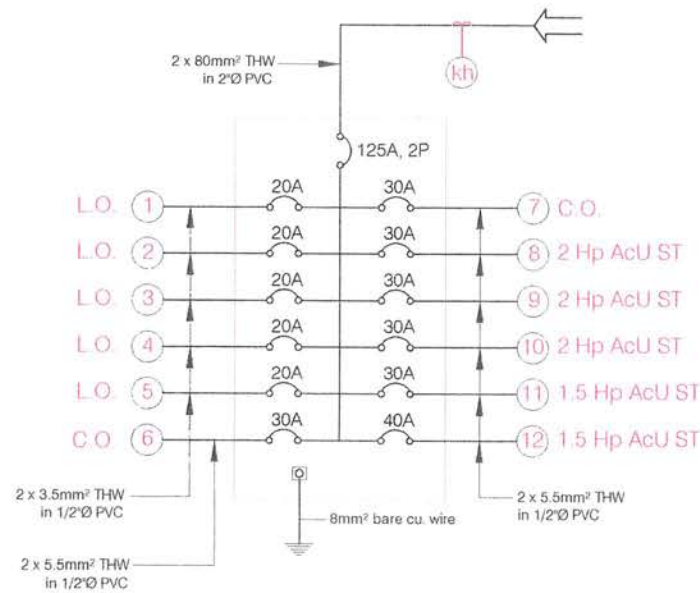 2 x 80mm² THW
in 2"Ø PVC
kh
125A, 2P
L.O. 1 20A 30A 7 C.O.
L.O. 2 20A 30A 8 2 Hp AcU ST
L.O. 3 20A 30A 9 2 Hp AcU ST
L.O. 4 20A 30A 10 2 Hp AcU ST
L.O. 5 20A 30A 11 1.5 Hp AcU ST
C.O. 6 30A 40A 12 1.5 Hp AcU ST
2 x 3.5mm² THW
in 1/2"Ø PVC
8mm² bare cu. wire
2 x 5.5mm² THW
in 1/2"Ø PVC
2 x 5.5mm² THW
in 1/2"Ø PVC